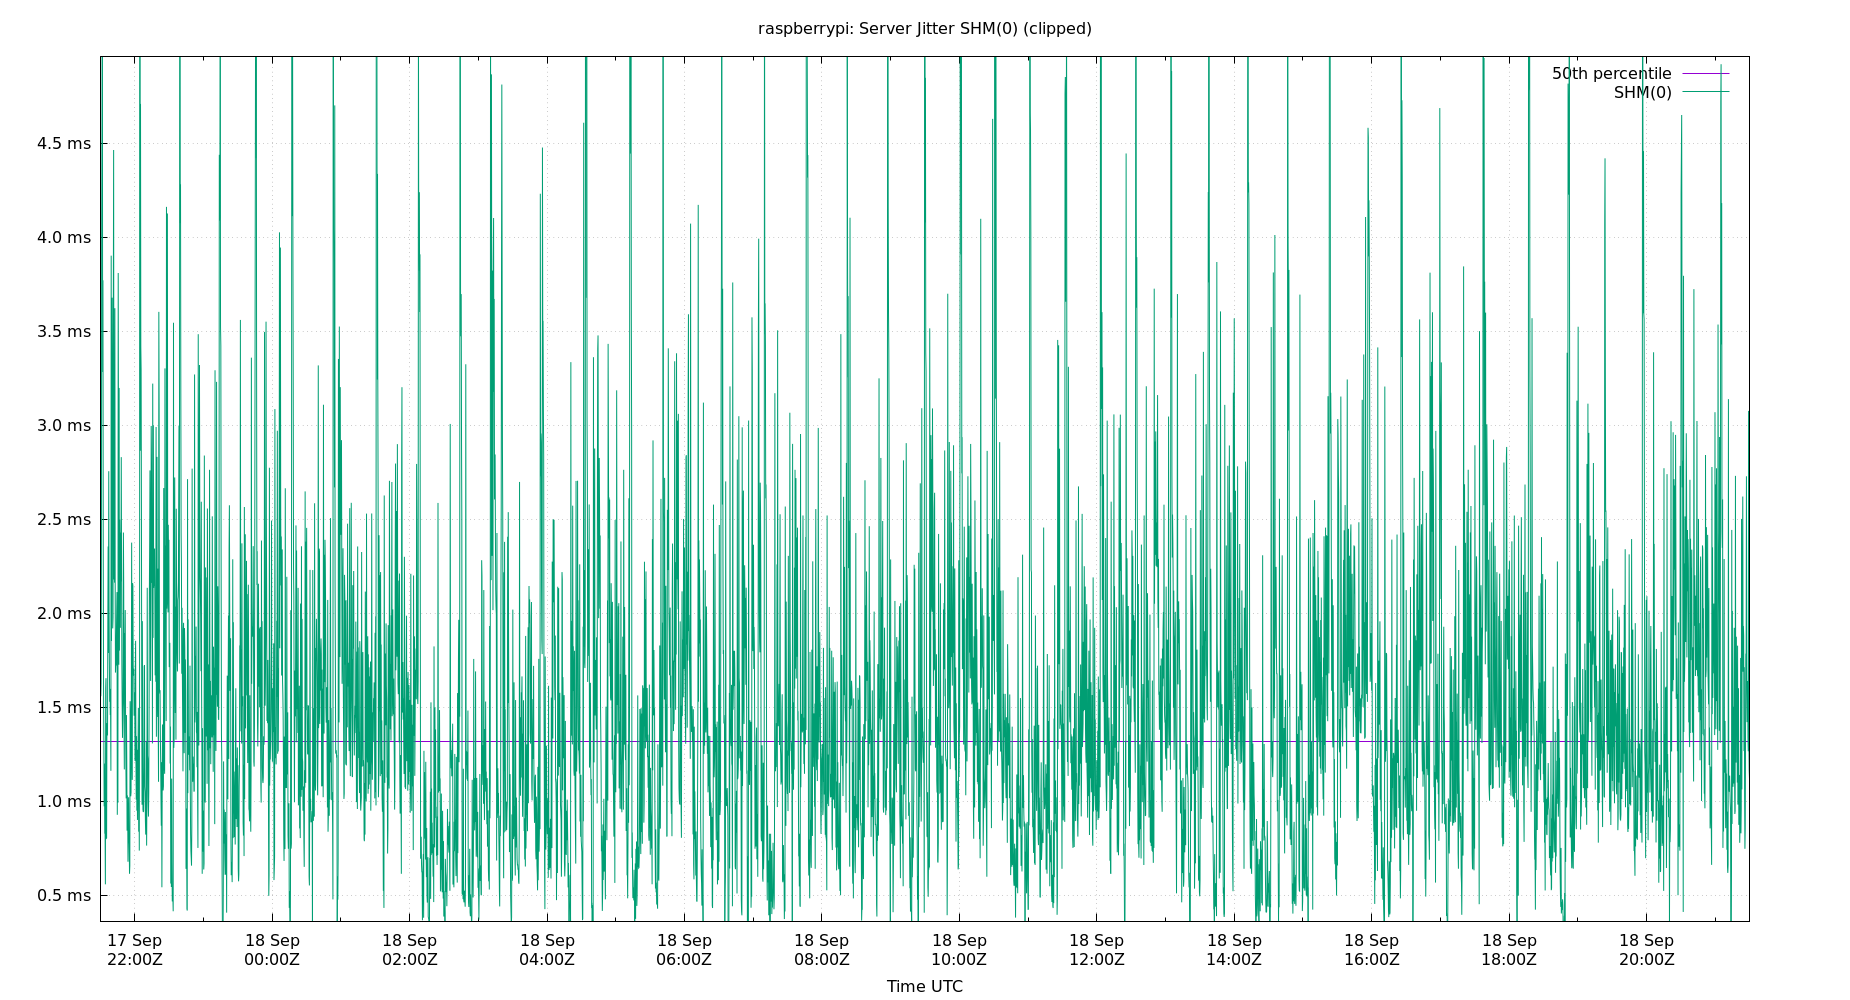 raspberrypi: Server Jitter SHM(0) (clipped)
50th percentile
SHM(0)
4.5 ms
4.0 ms
3.5 ms
3.0 ms
2.5 ms
2.0 ms
1.5 ms
1.0 ms
0.5 ms
17 Sep 18 Sep 18 Sep 18 Sep 18 Sep 18 Sep 18 Sep 18 Sep 18 Sep 18 Sep 18 Sep 18 Sep
22:00Z 00:00Z 02:00Z 04:00Z 06:00Z 08:00Z 10:00Z 12:00Z 14:00Z 16:00Z 18:00Z 20:00Z
Time UTC